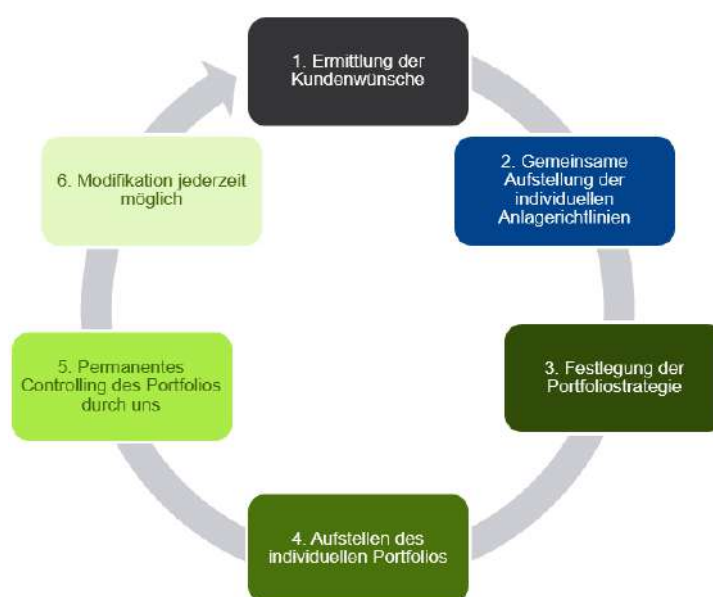 1. Ermittlung der
Kundenwünsche
2. Gemeinsame
Aufstellung der
individuellen
Anlagerichtlinien
3. Festlegung der
Portfoliostrategie
4. Aufstellen des
individuellen Portfolios
5. Permanentes
Controlling des Portfolios
durch uns
6. Modifikation jederzeit
möglich